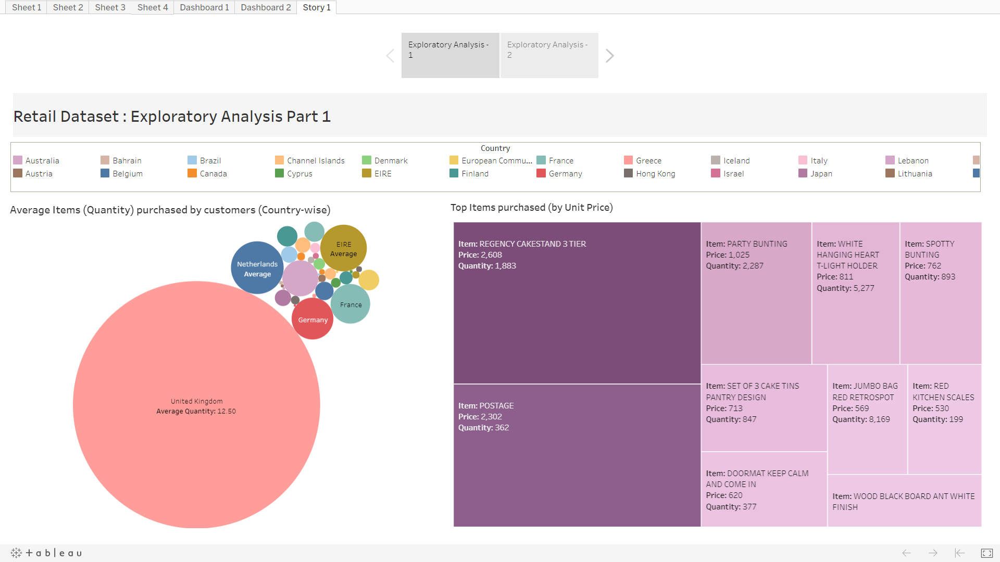 Sheet 1 Sheet 2 Sheet 3 Sheet 4 Dashboard 1 Dashboard 2 Story 1
Exploratory Analysis -
1
Exploratory Analysis -
2
Retail Dataset : Exploratory Analysis Part 1
Country
Australia Bahrain Brazil Channel Islands Denmark European Commu... France Greece Iceland Italy Lebanon
Austria Belgium Canada Cyprus EIRE Finland Germany Hong Kong Israel Japan Lithuania
Average Items (Quantity) purchased by customers (Country-wise)
EIRE
Average
Netherlands
Average
France
Germany
United Kingdom
Average Quantity: 12.50
Top Items purchased (by Unit Price)
Item: REGENCY CAKESTAND 3 TIER
Price: 2,608
Quantity: 1,883
Item: POSTAGE
Price: 2,302
Quantity: 362
Item: PARTY BUNTING
Price: 1,025
Quantity: 2,287
Item: WHITE
HANGING HEART
T-LIGHT HOLDER
Price: 811
Quantity: 5,277
Item: SPOTTY
BUNTING
Price: 762
Quantity: 893
Item: SET OF 3 CAKE TINS
PANTRY DESIGN
Price: 713
Quantity: 847
Item: JUMBO BAG
RED RETROSPOT
Price: 569
Quantity: 8,169
Item: RED
KITCHEN SCALES
Price: 530
Quantity: 199
Item: DOORMAT KEEP CALM
AND COME IN
Price: 620
Quantity: 377
Item: WOOD BLACK BOARD ANT WHITE
FINISH
+ableau